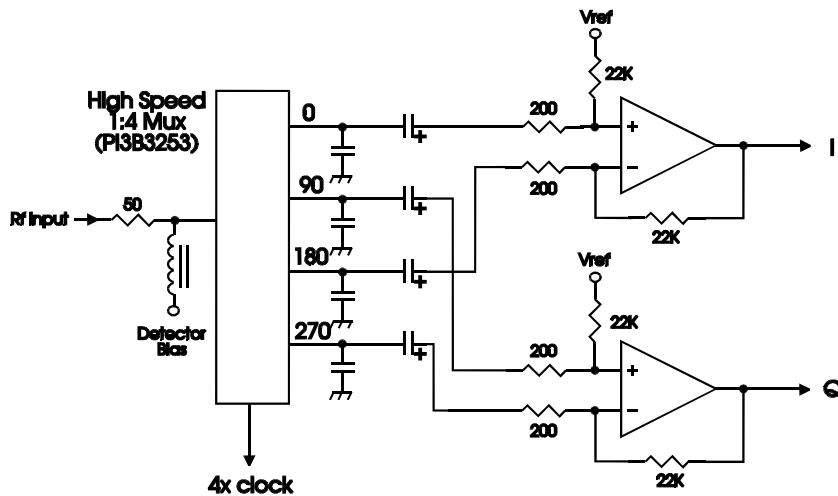 Vref
22K
High Speed
1:4 Mux
(PI3B3253)
0
200
+
+
-
I
90
200
+
Rf Input
50
22K
180
Vref
+
Detector
Bias
270
22K
200
+
+
-
Q
200
22K
4x clock